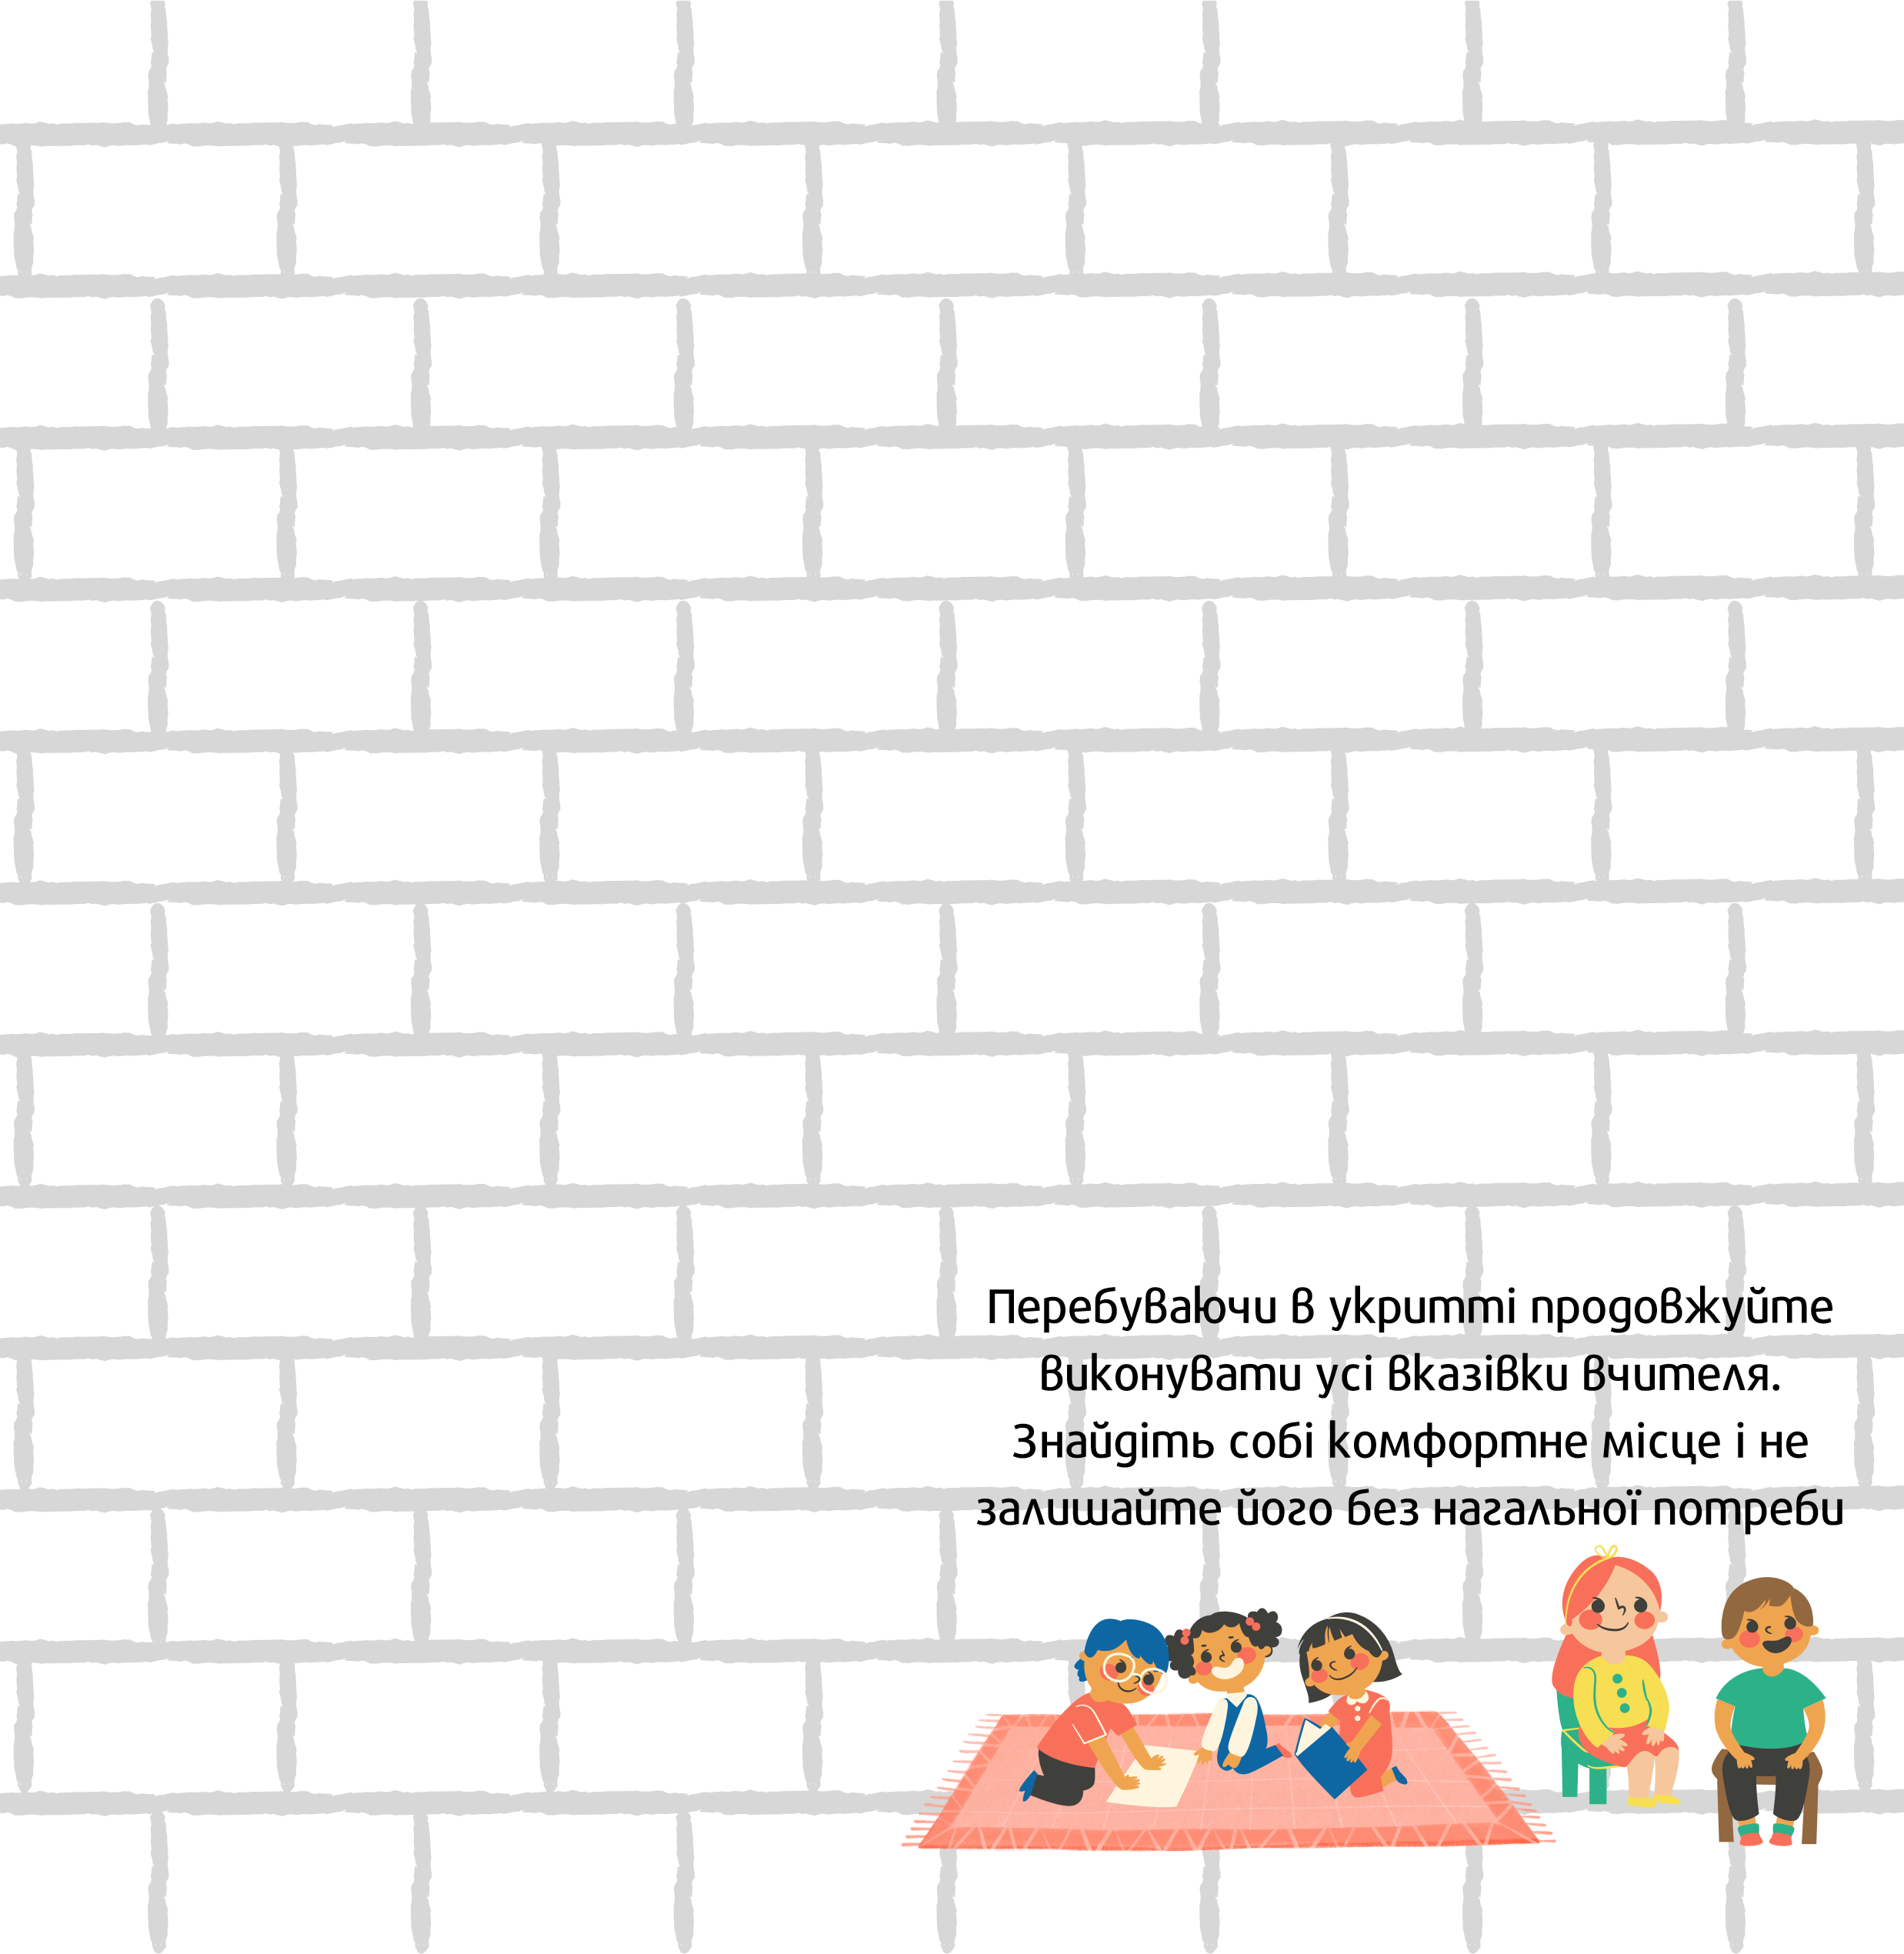 Перебуваючи в укритті продовжуйте
виконувати усі вказівки вчителя.
Знайдіть собі комфортне місце і не
залишайте його без нагальної потреби